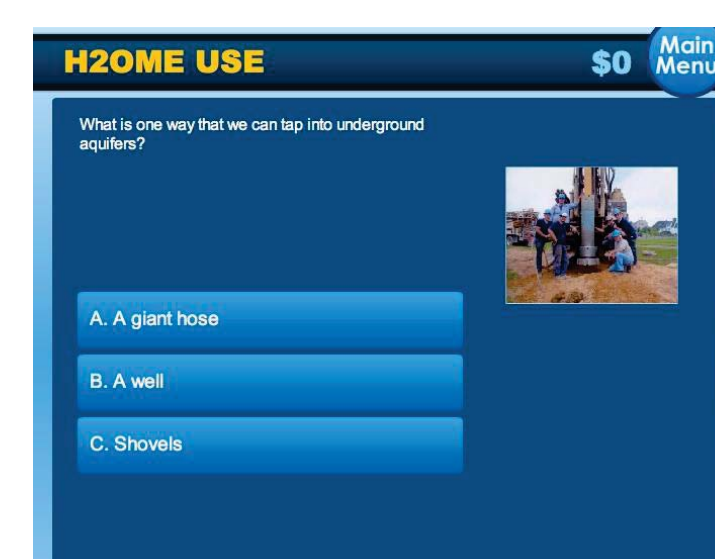 H2OME USE
$0
Main
Menu
What is one way that we can tap into underground
aquifers?
A. A giant hose
B. A well
C. Shovels